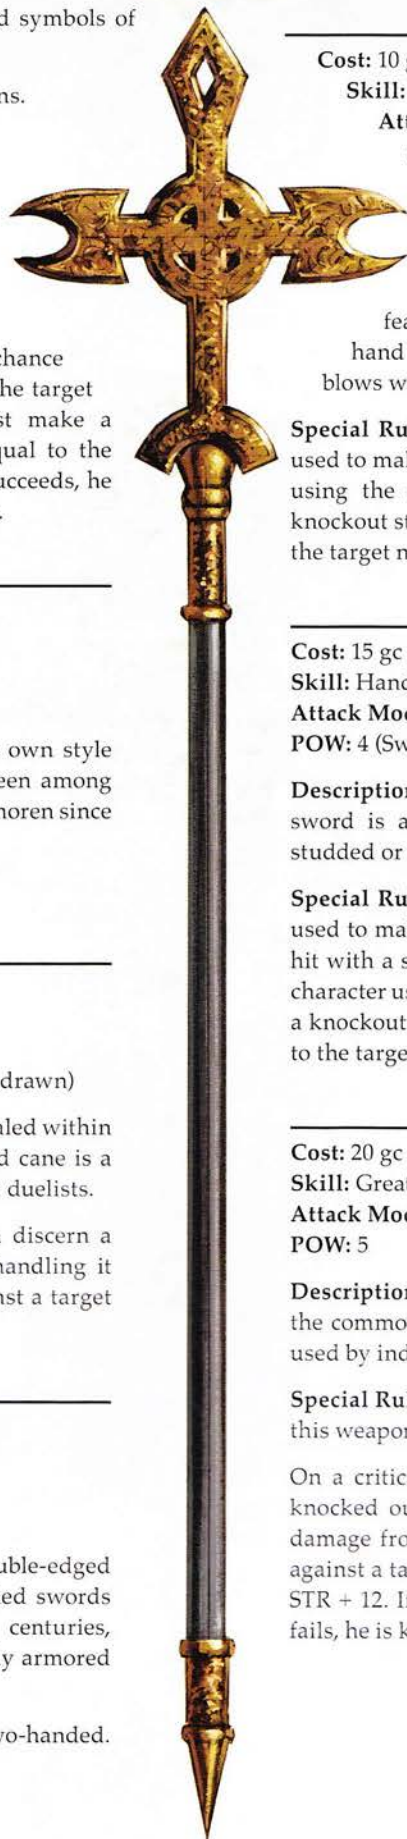 d symbols of
ns.
chance
he target
st make a
qual to the
ucceeds, he
own style
een among
horen since
drawn)
aled within
d cane is a
duelists.
discern a
handling it
nst a target
uble-edged
ed swords
centuries,
y armored
vo-handed.
Cost: 10
Skill:
Att
fea
hand
blows w
Special Ru
used to mal
using the
knockout st
the target n
Cost: 15 gc
Skill: Hand
Attack Mod
POW: 4 (Sw
Description
sword is a
studded or
Special Ru
used to ma
hit with a s
character us
a knockout
to the targe
Cost: 20 gc
Skill: Great
Attack Mod
POW: 5
Description
the commo
used by ind
Special Rul
this weapon
On a critic
knocked ou
damage fro
against a ta
STR + 12. I
fails, he is k